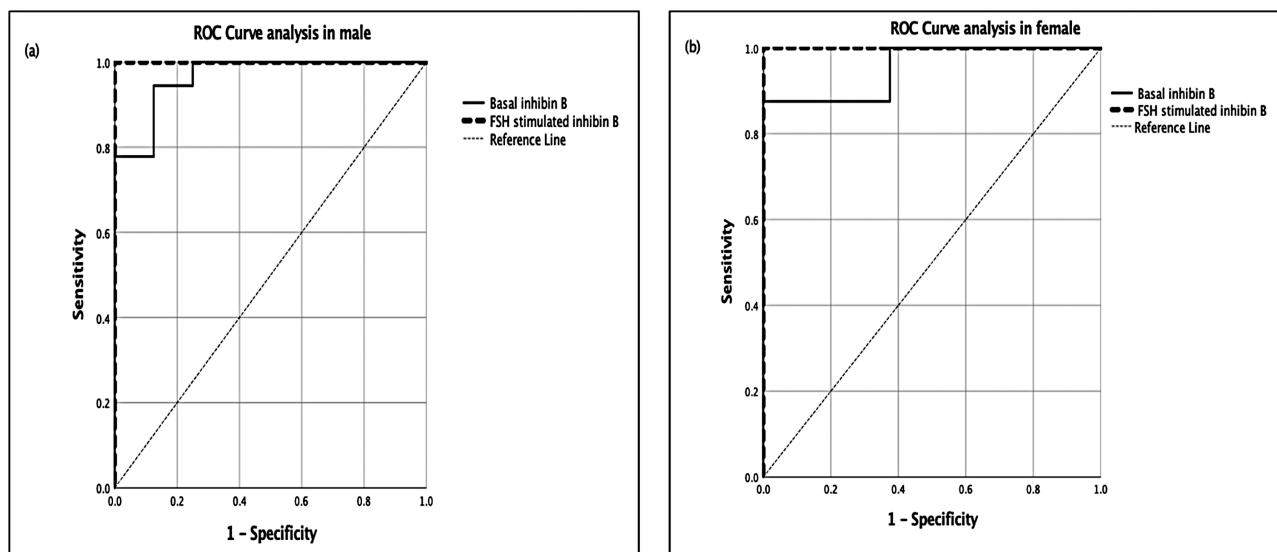 (a)
ROC Curve analysis in male
1.0
0.8
0.6
0.4
0.2
0.0
0.0 0.2 0.4 0.6 0.8 1.0
Sensitivity
1 – Specificity
Basal inhibin B
FSH stimulated inhibin B
Reference Line
(b)
ROC Curve analysis in female
1.0
0.8
0.6
0.4
0.2
0.0
0.0 0.2 0.4 0.6 0.8 1.0
Sensitivity
1 – Specificity
Basal inhibin B
FSH stimulated inhibin B
Reference Line